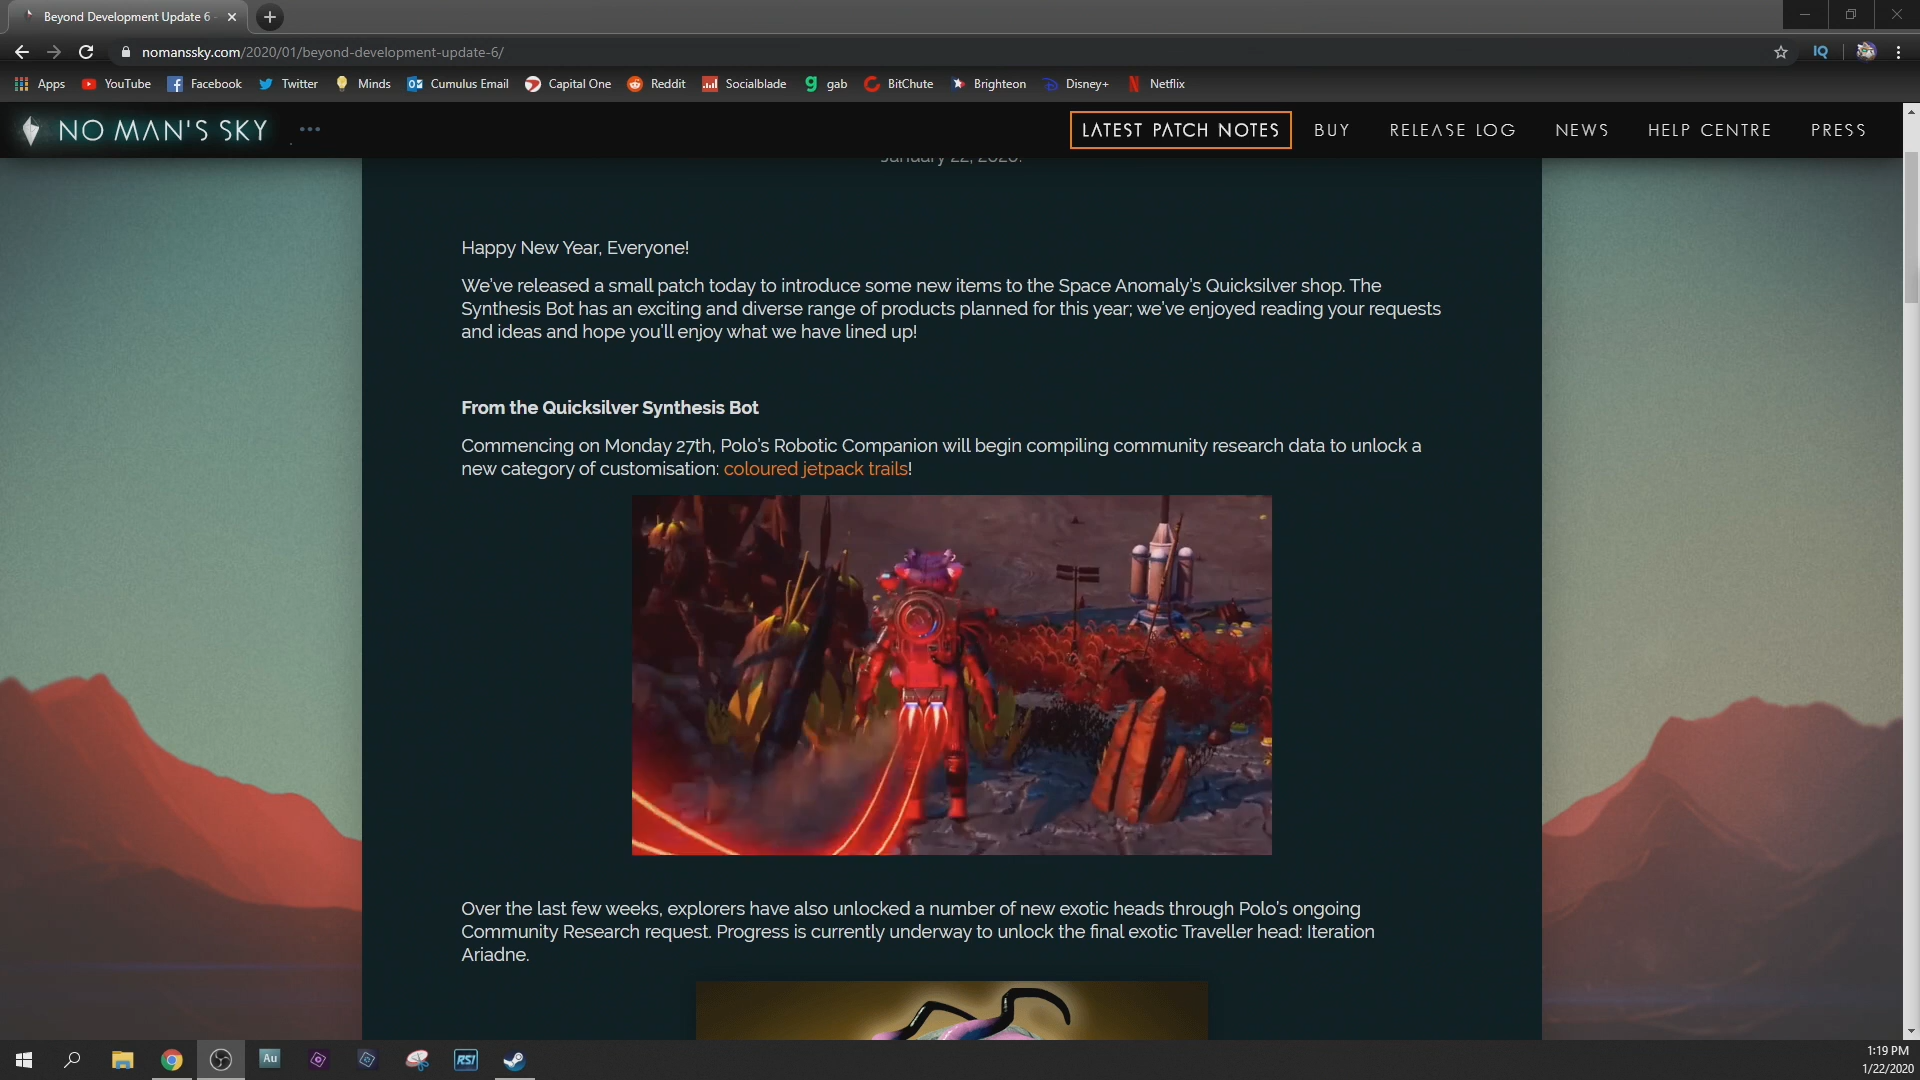 Beyond Development Update 6
nomanssky.com/2020/01/beyond-development-update-6/
IQ
Apps YouTube Facebook Twitter Minds Cumulus Email Capital One Reddit Socialblade gab BitChute Brighteon Disney+ Netflix
NO MAN'S SKY
LATEST PATCH NOTES BUY RELEASE LOG NEWS HELP CENTRE PRESS
January 22, 2020.
Happy New Year, Everyone!
We've released a small patch today to introduce some new items to the Space Anomaly's Quicksilver shop. The
Synthesis Bot has an exciting and diverse range of products planned for this year; we've enjoyed reading your requests
and ideas and hope you'll enjoy what we have lined up!
From the Quicksilver Synthesis Bot
Commencing on Monday 27th, Polo's Robotic Companion will begin compiling community research data to unlock a
new category of customisation: coloured jetpack trails!
Over the last few weeks, explorers have also unlocked a number of new exotic heads through Polo's ongoing
Community Research request. Progress is currently underway to unlock the final exotic Traveller head: Iteration
Ariadne.
Au
RSI
1:19 PM
1/22/2020